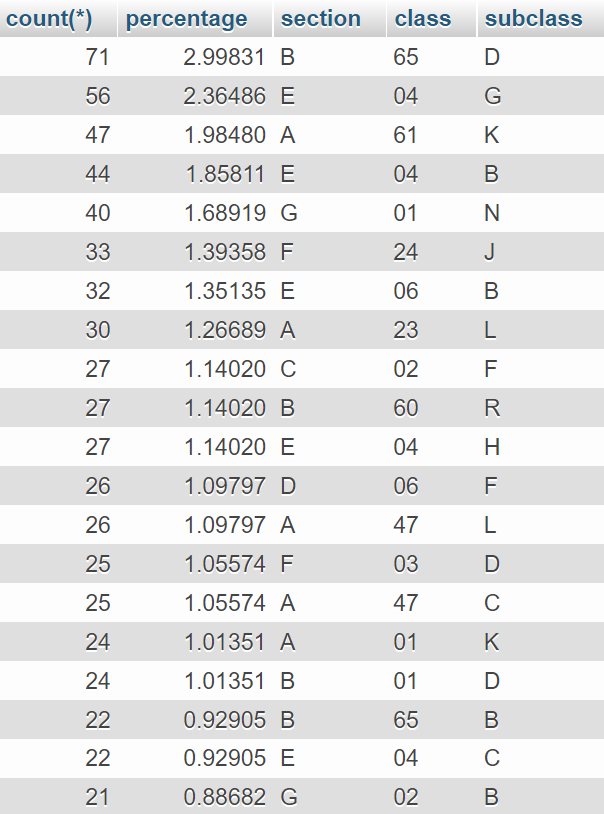 count(*) percentage section class subclass
71 2.99831 B 65 D
56 2.36486 E 04 G
47 1.98480 A 61 K
44 1.85811 E 04 B
40 1.68919 G 01 N
33 1.39358 F 24 J
32 1.35135 E 06 B
30 1.26689 A 23 L
27 1.14020 C 02 F
27 1.14020 B 60 R
27 1.14020 E 04 H
26 1.09797 D 06 F
26 1.09797 A 47 L
25 1.05574 F 03 D
25 1.05574 A 47 C
24 1.01351 A 01 K
24 1.01351 B 01 D
22 0.92905 B 65 B
22 0.92905 E 04 C
21 0.88682 G 02 B